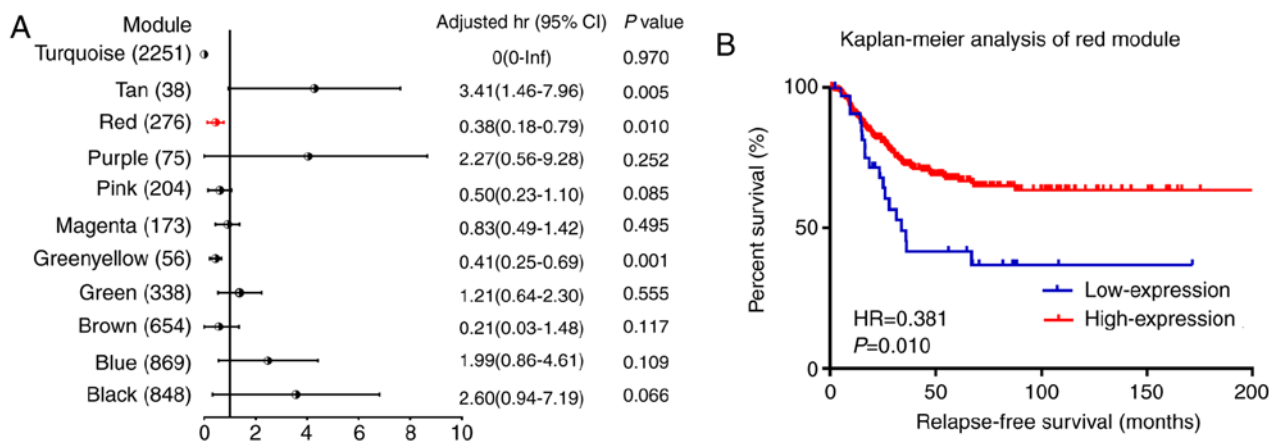 A
Module Adjusted hr (95% CI) P value
Turquoise (2251) 0(0-Inf) 0.970
Tan (38) 3.41(1.46-7.96) 0.005
Red (276) 0.38(0.18-0.79) 0.010
Purple (75) 2.27(0.56-9.28) 0.252
Pink (204) 0.50(0.23-1.10) 0.085
Magenta (173) 0.83(0.49-1.42) 0.495
Greenyellow (56) 0.41(0.25-0.69) 0.001
Green (338) 1.21(0.64-2.30) 0.555
Brown (654) 0.21(0.03-1.48) 0.117
Blue (869) 1.99(0.86-4.61) 0.109
Black (848) 2.60(0.94-7.19) 0.066
0 2 4 6 8 10
B
Kaplan-meier analysis of red module
Percent survival (%)
100
50
0
Low-expression
High-expression
HR=0.381
P=0.010
0 50 100 150 200
Relapse-free survival (months)